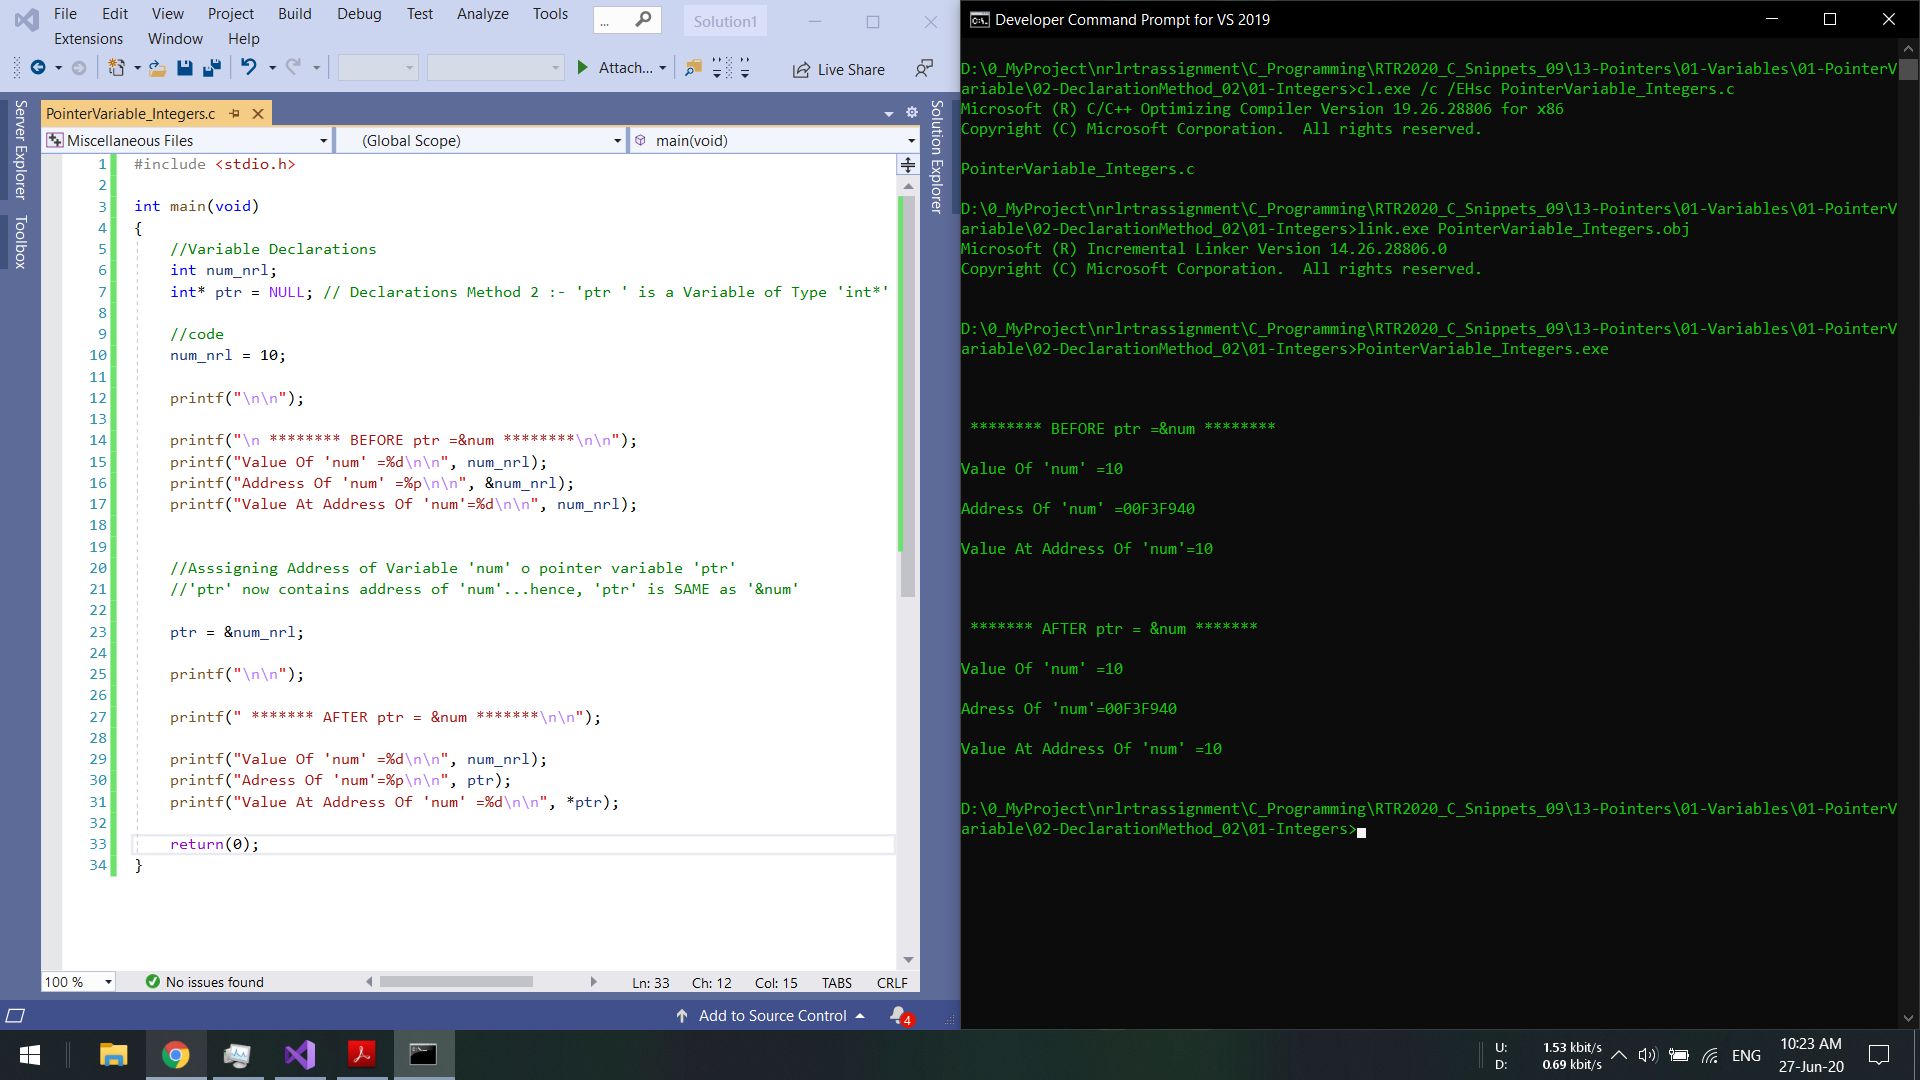 File Edit View Project Build Debug Test Analyze Tools ... Solution1
Extensions Window Help
Attach... Live Share
Server Explorer
Toolbox
PointerVariable_Integers.c
Miscellaneous Files (Global Scope) main(void)
Solution Explorer
1 #include <stdio.h>
2
3 int main(void)
4 {
5 //Variable Declarations
6 int num_nrl;
7 int* ptr = NULL; // Declarations Method 2 :- 'ptr ' is a Variable of Type 'int*'
8
9 //code
10 num_nrl = 10;
11
12 printf("\n\n");
13
14 printf("\n ******** BEFORE ptr =&num ********\n\n");
15 printf("Value Of 'num' =%d\n\n", num_nrl);
16 printf("Address Of 'num' =%p\n\n", &num_nrl);
17 printf("Value At Address Of 'num'=%d\n\n", num_nrl);
18
19
20 //Asssigning Address of Variable 'num' o pointer variable 'ptr'
21 //'ptr' now contains address of 'num'...hence, 'ptr' is SAME as '&num'
22
23 ptr = &num_nrl;
24
25 printf("\n\n");
26
27 printf(" ******* AFTER ptr = &num *******\n\n");
28
29 printf("Value Of 'num' =%d\n\n", num_nrl);
30 printf("Adress Of 'num'=%p\n\n", ptr);
31 printf("Value At Address Of 'num' =%d\n\n", *ptr);
32
33 return(0);
34 }
100 % No issues found Ln: 33 Ch: 12 Col: 15 TABS CRLF
Add to Source Control 4
Developer Command Prompt for VS 2019
D:\0_MyProject\nrlrtrassignment\C_Programming\RTR2020_C_Snippets_09\13-Pointers\01-Variables\01-PointerV
ariable\02-DeclarationMethod_02\01-Integers>cl.exe /c /EHsc PointerVariable_Integers.c
Microsoft (R) C/C++ Optimizing Compiler Version 19.26.28806 for x86
Copyright (C) Microsoft Corporation.  All rights reserved.
PointerVariable_Integers.c
D:\0_MyProject\nrlrtrassignment\C_Programming\RTR2020_C_Snippets_09\13-Pointers\01-Variables\01-PointerV
ariable\02-DeclarationMethod_02\01-Integers>link.exe PointerVariable_Integers.obj
Microsoft (R) Incremental Linker Version 14.26.28806.0
Copyright (C) Microsoft Corporation.  All rights reserved.
D:\0_MyProject\nrlrtrassignment\C_Programming\RTR2020_C_Snippets_09\13-Pointers\01-Variables\01-PointerV
ariable\02-DeclarationMethod_02\01-Integers>PointerVariable_Integers.exe
******** BEFORE ptr =&num ********
Value Of 'num' =10
Address Of 'num' =00F3F940
Value At Address Of 'num'=10
******* AFTER ptr = &num *******
Value Of 'num' =10
Adress Of 'num'=00F3F940
Value At Address Of 'num' =10
D:\0_MyProject\nrlrtrassignment\C_Programming\RTR2020_C_Snippets_09\13-Pointers\01-Variables\01-PointerV
ariable\02-DeclarationMethod_02\01-Integers>
U: 1.53 kbit/s
D: 0.69 kbit/s
ENG
10:23 AM
27-Jun-20